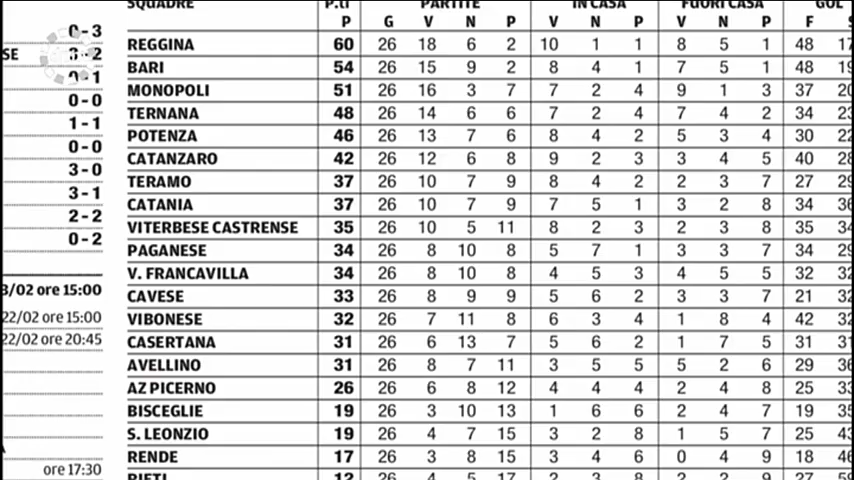 SQUADRE P.ti PARTITE IN CASA FUORI CASA GOL
P G V N P V N P V N P F
0-3 REGGINA 60 26 18 6 2 10 1 1 8 5 1 48 17
SE 3-2 BARI 54 26 15 9 2 8 4 1 7 5 1 48 19
0-1 MONOPOLI 51 26 16 3 7 7 2 4 9 1 3 37 20
0-0 TERNANA 48 26 14 6 6 7 2 4 7 4 2 34 23
1-1 POTENZA 46 26 13 7 6 8 4 2 5 3 4 30 22
0-0 CATANZARO 42 26 12 6 8 9 2 3 3 4 5 40 28
3-0 TERAMO 37 26 10 7 9 8 4 2 2 3 7 27 29
3-1 CATANIA 37 26 10 7 9 7 5 1 3 2 8 34 36
2-2 VITERBESE CASTRENSE 35 26 10 5 11 8 2 3 2 3 8 35 34
0-2 PAGANESE 34 26 8 10 8 5 7 1 3 3 7 34 29
V. FRANCAVILLA 34 26 8 10 8 4 5 3 4 5 5 32 32
3/02 ore 15:00 CAVESE 33 26 8 9 9 5 6 2 3 3 7 21 32
22/02 ore 15:00 VIBONESE 32 26 7 11 8 6 3 4 1 8 4 42 32
22/02 ore 20:45 CASERTANA 31 26 6 13 7 5 6 2 1 7 5 31 31
AVELLINO 31 26 8 7 11 3 5 5 5 2 6 29 36
AZ PICERNO 26 26 6 8 12 4 4 4 2 4 8 25 33
BISCEGLIE 19 26 3 10 13 1 6 6 2 4 7 19 35
S. LEONZIO 19 26 4 7 15 3 2 8 1 5 7 25 43
RENDE 17 26 3 8 15 3 4 6 0 4 9 18 46
ore 17:30 RIETI 12 26 4 5 17 2 3 8 2 2 9 27 59